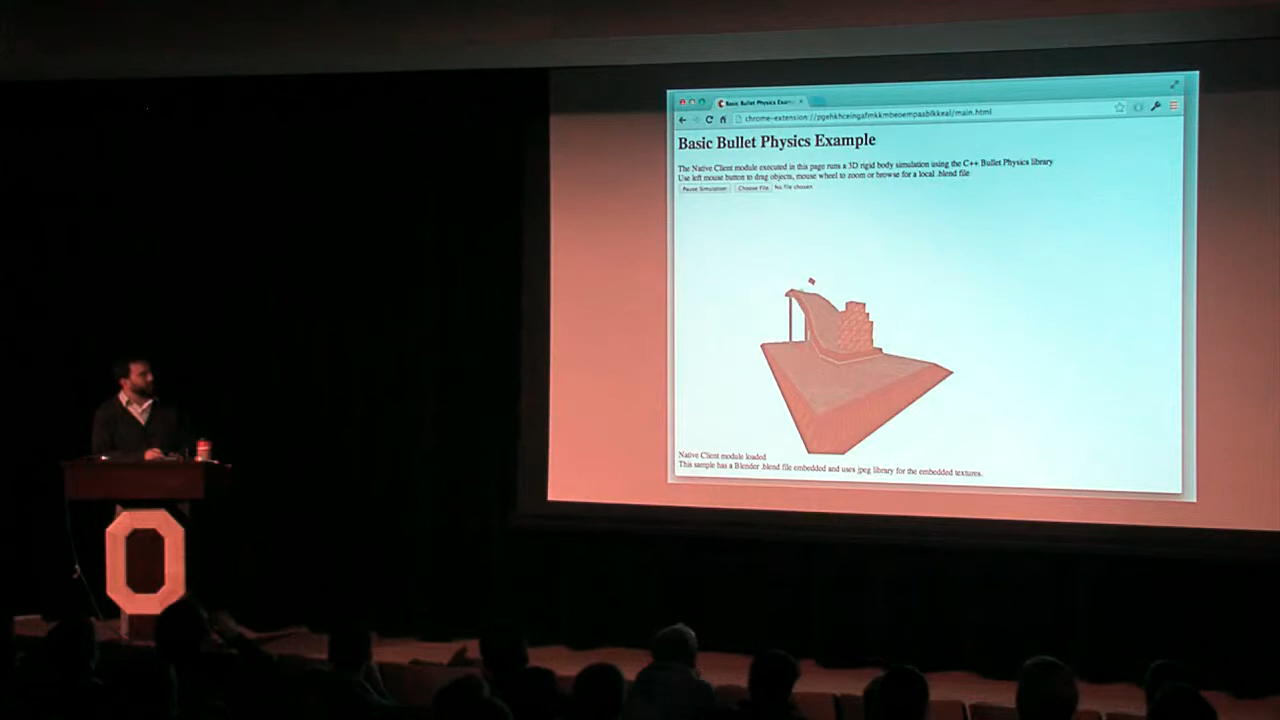 Basic Bullet Physics Exam
chrome-extension://pgehkhceingafmkkmbeoempaablkkeal/main.html
Basic Bullet Physics Example
The Native Client module executed in this page runs a 3D rigid body simulation using the C++ Bullet Physics library
Use left mouse button to drag objects, mouse wheel to zoom or browse for a local .blend file
Pause Simulation Choose File No file chosen
Native Client module loaded
This sample has a Blender .blend file embedded and uses jpeg library for the embedded textures.
O